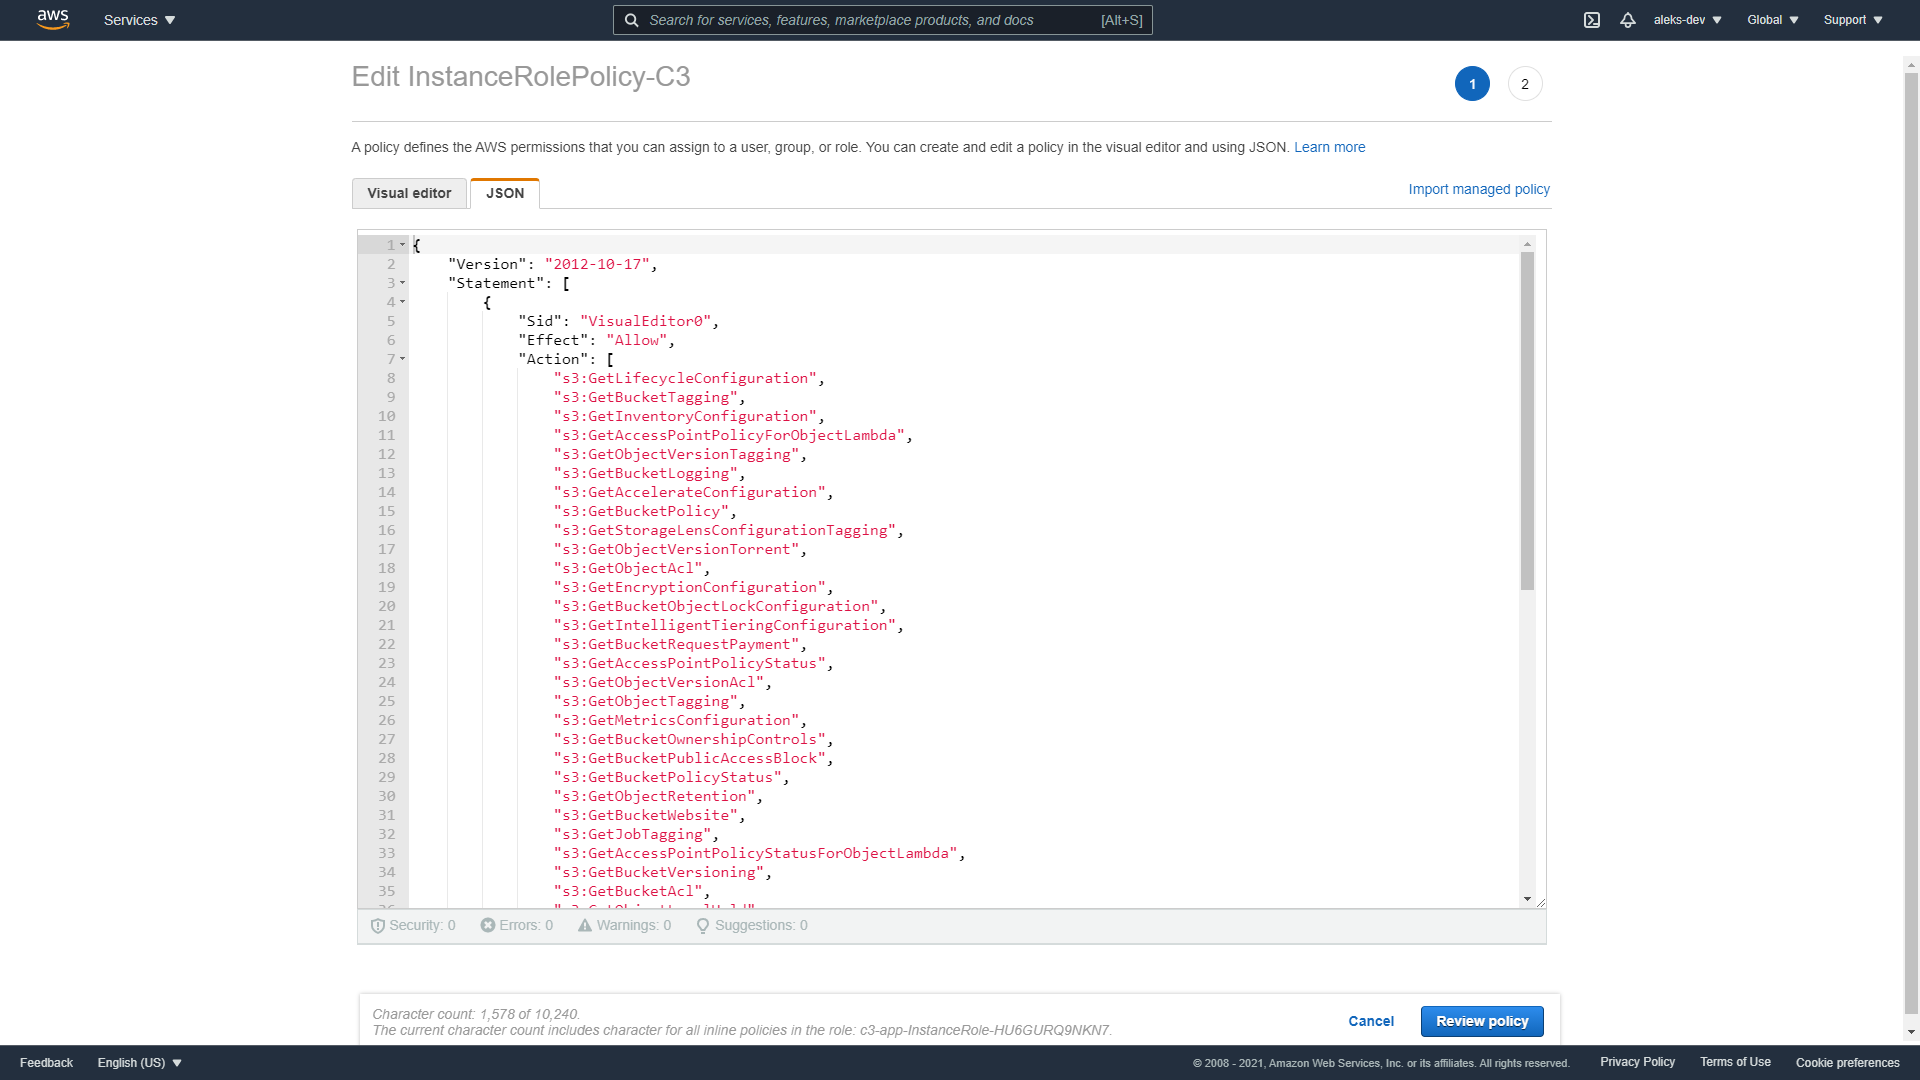 aws Services Search for services, features, marketplace products, and docs [Alt+S] aleks-dev Global Support
Edit InstanceRolePolicy-C3 1 2
A policy defines the AWS permissions that you can assign to a user, group, or role. You can create and edit a policy in the visual editor and using JSON. Learn more
Visual editor JSON Import managed policy
1 {
2 "Version": "2012-10-17",
3 "Statement": [
4 {
5 "Sid": "VisualEditor0",
6 "Effect": "Allow",
7 "Action": [
8 "s3:GetLifecycleConfiguration",
9 "s3:GetBucketTagging",
10 "s3:GetInventoryConfiguration",
11 "s3:GetAccessPointPolicyForObjectLambda",
12 "s3:GetObjectVersionTagging",
13 "s3:GetBucketLogging",
14 "s3:GetAccelerateConfiguration",
15 "s3:GetBucketPolicy",
16 "s3:GetStorageLensConfigurationTagging",
17 "s3:GetObjectVersionTorrent",
18 "s3:GetObjectAcl",
19 "s3:GetEncryptionConfiguration",
20 "s3:GetBucketObjectLockConfiguration",
21 "s3:GetIntelligentTieringConfiguration",
22 "s3:GetBucketRequestPayment",
23 "s3:GetAccessPointPolicyStatus",
24 "s3:GetObjectVersionAcl",
25 "s3:GetObjectTagging",
26 "s3:GetMetricsConfiguration",
27 "s3:GetBucketOwnershipControls",
28 "s3:GetBucketPublicAccessBlock",
29 "s3:GetBucketPolicyStatus",
30 "s3:GetObjectRetention",
31 "s3:GetBucketWebsite",
32 "s3:GetJobTagging",
33 "s3:GetAccessPointPolicyStatusForObjectLambda",
34 "s3:GetBucketVersioning",
35 "s3:GetBucketAcl",
Security: 0 Errors: 0 Warnings: 0 Suggestions: 0
Character count: 1,578 of 10,240.
The current character count includes character for all inline policies in the role: c3-app-InstanceRole-HU6GURQ9NKN7.
Cancel Review policy
Feedback English (US) © 2008 - 2021, Amazon Web Services, Inc. or its affiliates. All rights reserved. Privacy Policy Terms of Use Cookie preferences